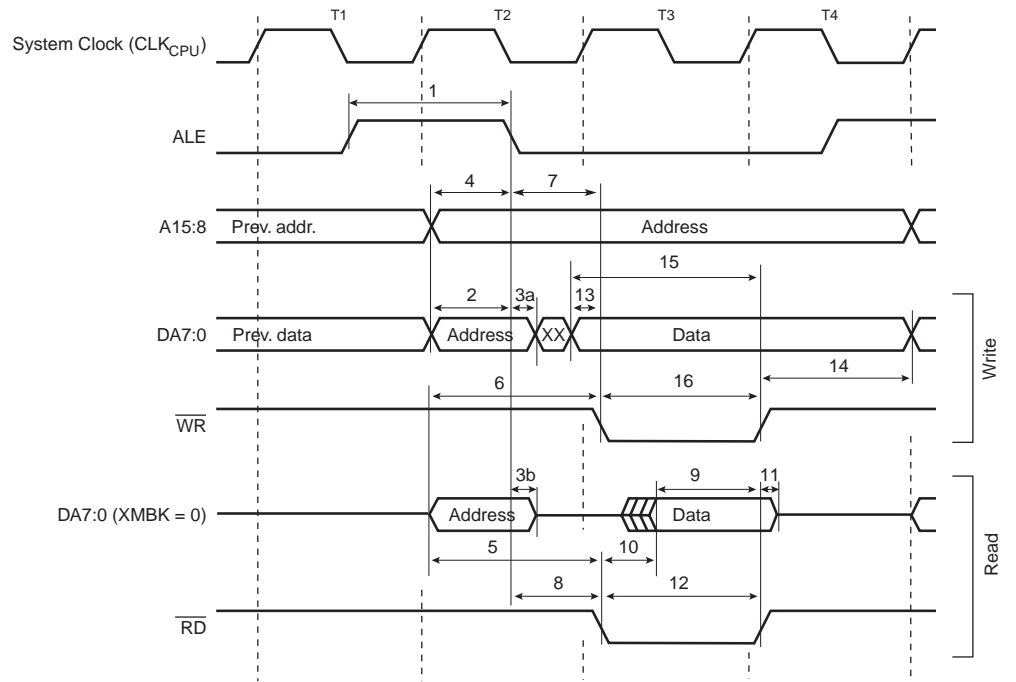 T1 T2 T3 T4
System Clock (CLKCPU)
1
ALE
4 7
A15:8 Prev. addr. Address
15
2 3a 13
DA7:0 Prev. data Address XX Data
14
6 16
WR
Write
3b 9 11
DA7:0 (XMBK = 0) Address Data
5 10
8 12
RD
Read